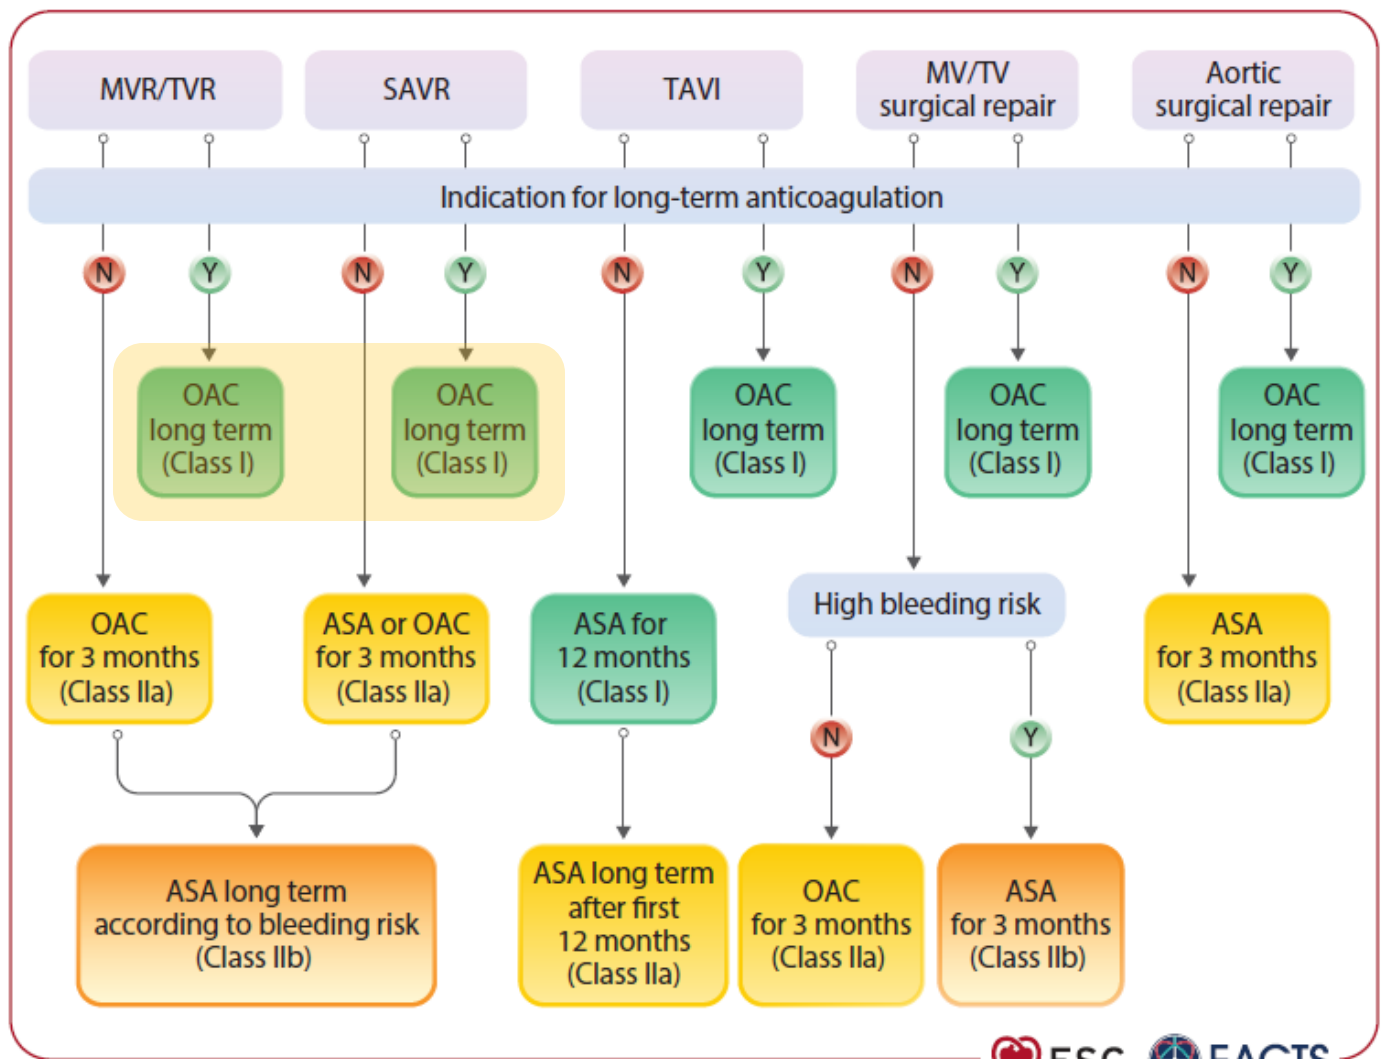 MVR/TVR
SAVR
TAVI
MV/TV
surgical repair
Aortic
surgical repair
Indication for long-term anticoagulation
N
Y
N
Y
N
Y
N
Y
N
Y
OAC
long term
(Class I)
OAC
long term
(Class I)
OAC
long term
(Class I)
OAC
long term
(Class I)
OAC
long term
(Class I)
OAC
for 3 months
(Class IIa)
ASA or OAC
for 3 months
(Class IIa)
ASA for
12 months
(Class I)
High bleeding risk
ASA
for 3 months
(Class IIa)
N
Y
ASA long term
according to bleeding risk
(Class IIb)
ASA long term
after first
12 months
(Class IIa)
OAC
for 3 months
(Class IIa)
ASA
for 3 months
(Class IIb)
ESC
EACTS